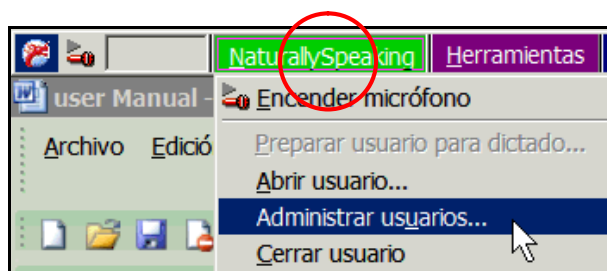 NaturallySpeaking Herramientas
user Manual - Encender micrófono
Archivo Edició Preparar usuario para dictado...
Abrir usuario...
Administrar usuarios...
Cerrar usuario